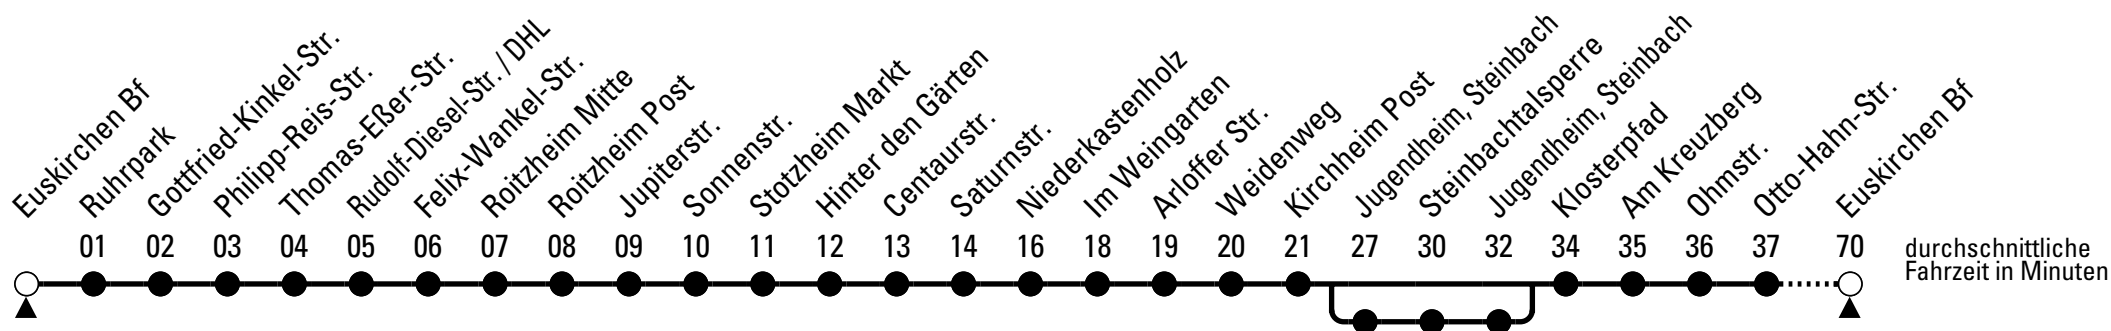 Euskirchen Bf
Ruhrpark
Gottfried-Kinkel-Str.
Philipp-Reis-Str.
Thomas-Eßer-Str.
Rudolf-Diesel-Str. / DHL
Felix-Wankel-Str.
Roitzheim Mitte
Roitzheim Post
Jupiterstr.
Sonnenstr.
Stotzheim Markt
Hinter den Gärten
Centaurstr.
Saturnstr.
Niederkastenholz
Im Weingarten
Arloffer Str.
Weidenweg
Kirchheim Post
Jugendheim, Steinbach
Steinbachtalsperre
Jugendheim, Steinbach
Klosterpfad
Am Kreuzberg
Ohmstr.
Otto-Hahn-Str.
Euskirchen Bf
01 02 03 04 05 06 07 08 09 10 11 12 13 14 16 18 19 20 21 27 30 32 34 35 36 37 70
durchschnittliche
Fahrzeit in Minuten